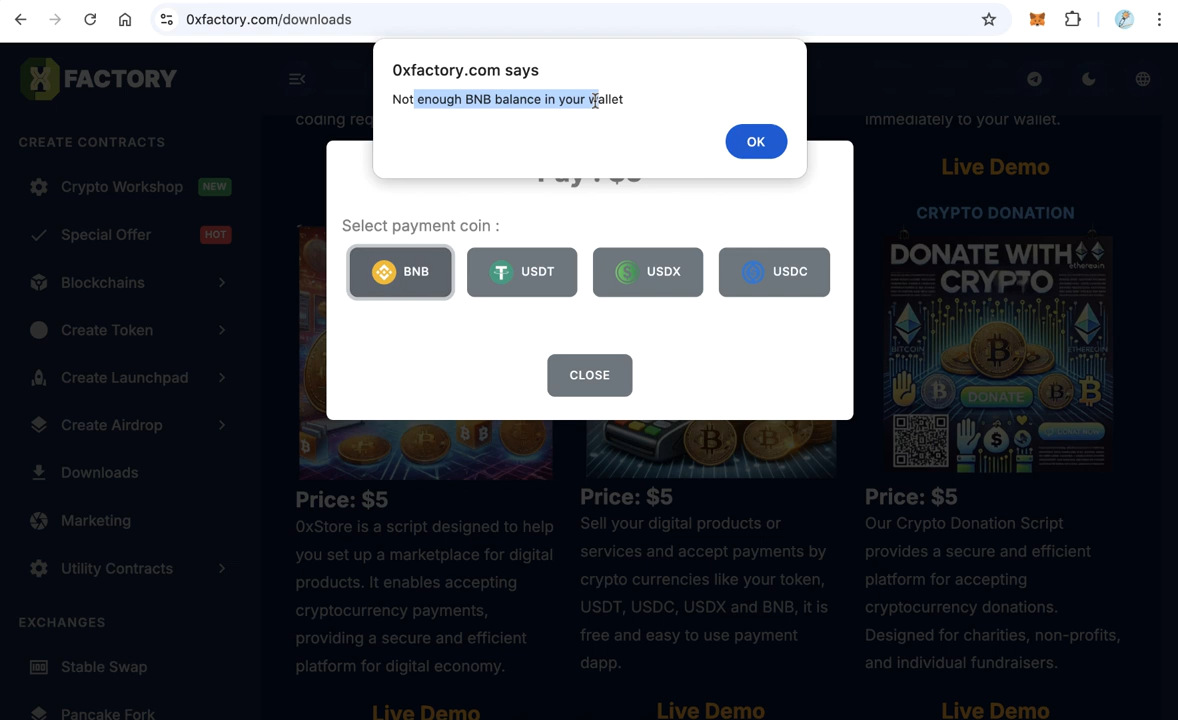 0xfactory.com/downloads
0xfactory.com says
Not enough BNB balance in your wallet
OK
FACTORY
CREATE CONTRACTS
Crypto Workshop NEW
Special Offer HOT
Blockchains
Create Token
Create Launchpad
Create Airdrop
Downloads
Marketing
Utility Contracts
EXCHANGES
Stable Swap
Pancake Fork
Select payment coin :
BNB
USDT
USDX
USDC
CLOSE
Price: $5
0xStore is a script designed to help
you set up a marketplace for digital
products. It enables accepting
cryptocurrency payments,
providing a secure and efficient
platform for digital economy.
Live Demo
Price: $5
Sell your digital products or
services and accept payments by
crypto currencies like your token,
USDT, USDC, USDX and BNB, it is
free and easy to use payment
dapp.
Live Demo
immediately to your wallet.
Live Demo
CRYPTO DONATION
DONATE WITH
CRYPTO
BITCOIN
DONATE
Price: $5
Our Crypto Donation Script
provides a secure and efficient
platform for accepting
cryptocurrency donations.
Designed for charities, non-profits,
and individual fundraisers.
Live Demo